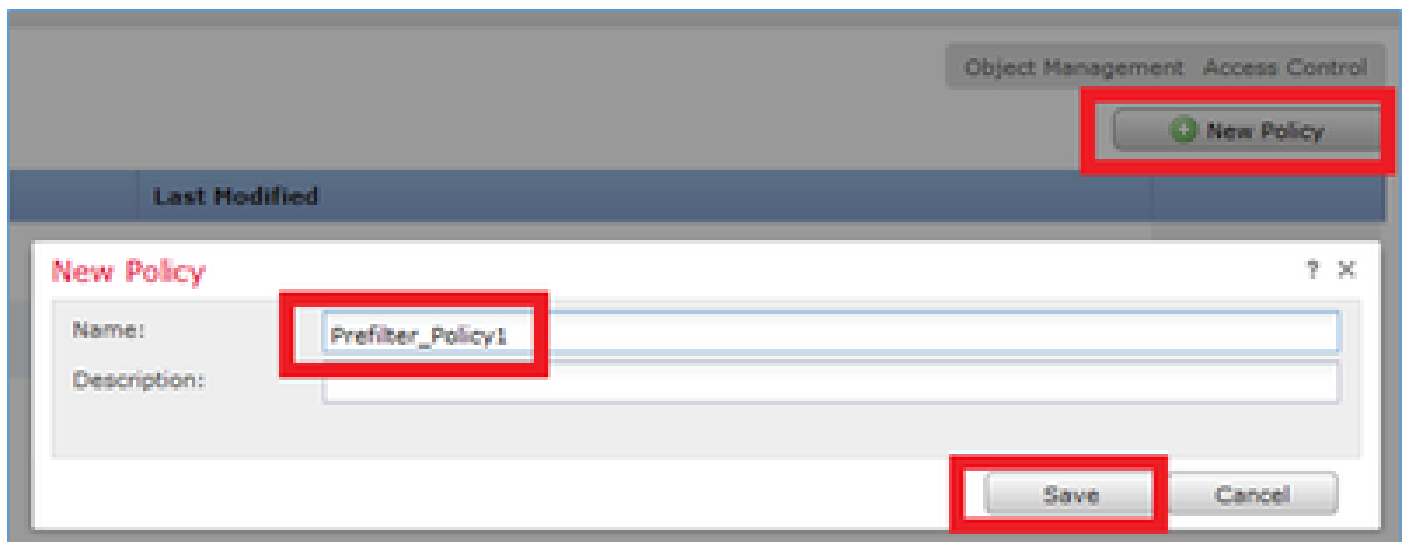 Object Management Access Control
New Policy
Last Modified
New Policy ? X
Name: Prefilter_Policy1
Description:
Save Cancel